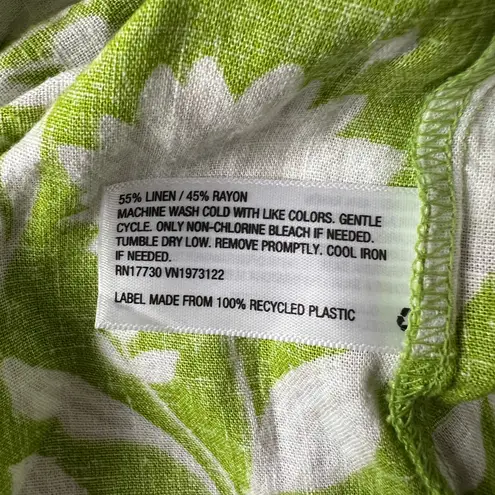 55% LINEN / 45% RAYON
MACHINE WASH COLD WITH LIKE COLORS. GENTLE
CYCLE. ONLY NON-CHLORINE BLEACH IF NEEDED.
TUMBLE DRY LOW. REMOVE PROMPTLY. COOL IRON
IF NEEDED.
RN17730 VN1973122
LABEL MADE FROM 100% RECYCLED PLASTIC